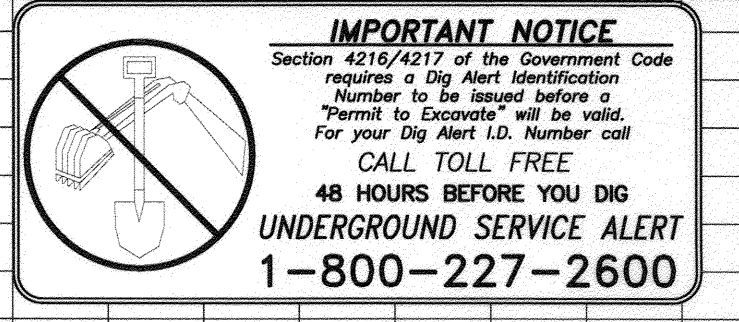 IMPORTANT NOTICE
Section 4216/4217 of the Government Code
requires a Dig Alert Identification
Number to be issued before a
"Permit to Excavate" will be valid.
For your Dig Alert I.D. Number call
CALL TOLL FREE
48 HOURS BEFORE YOU DIG
UNDERGROUND SERVICE ALERT
1-800-227-2600